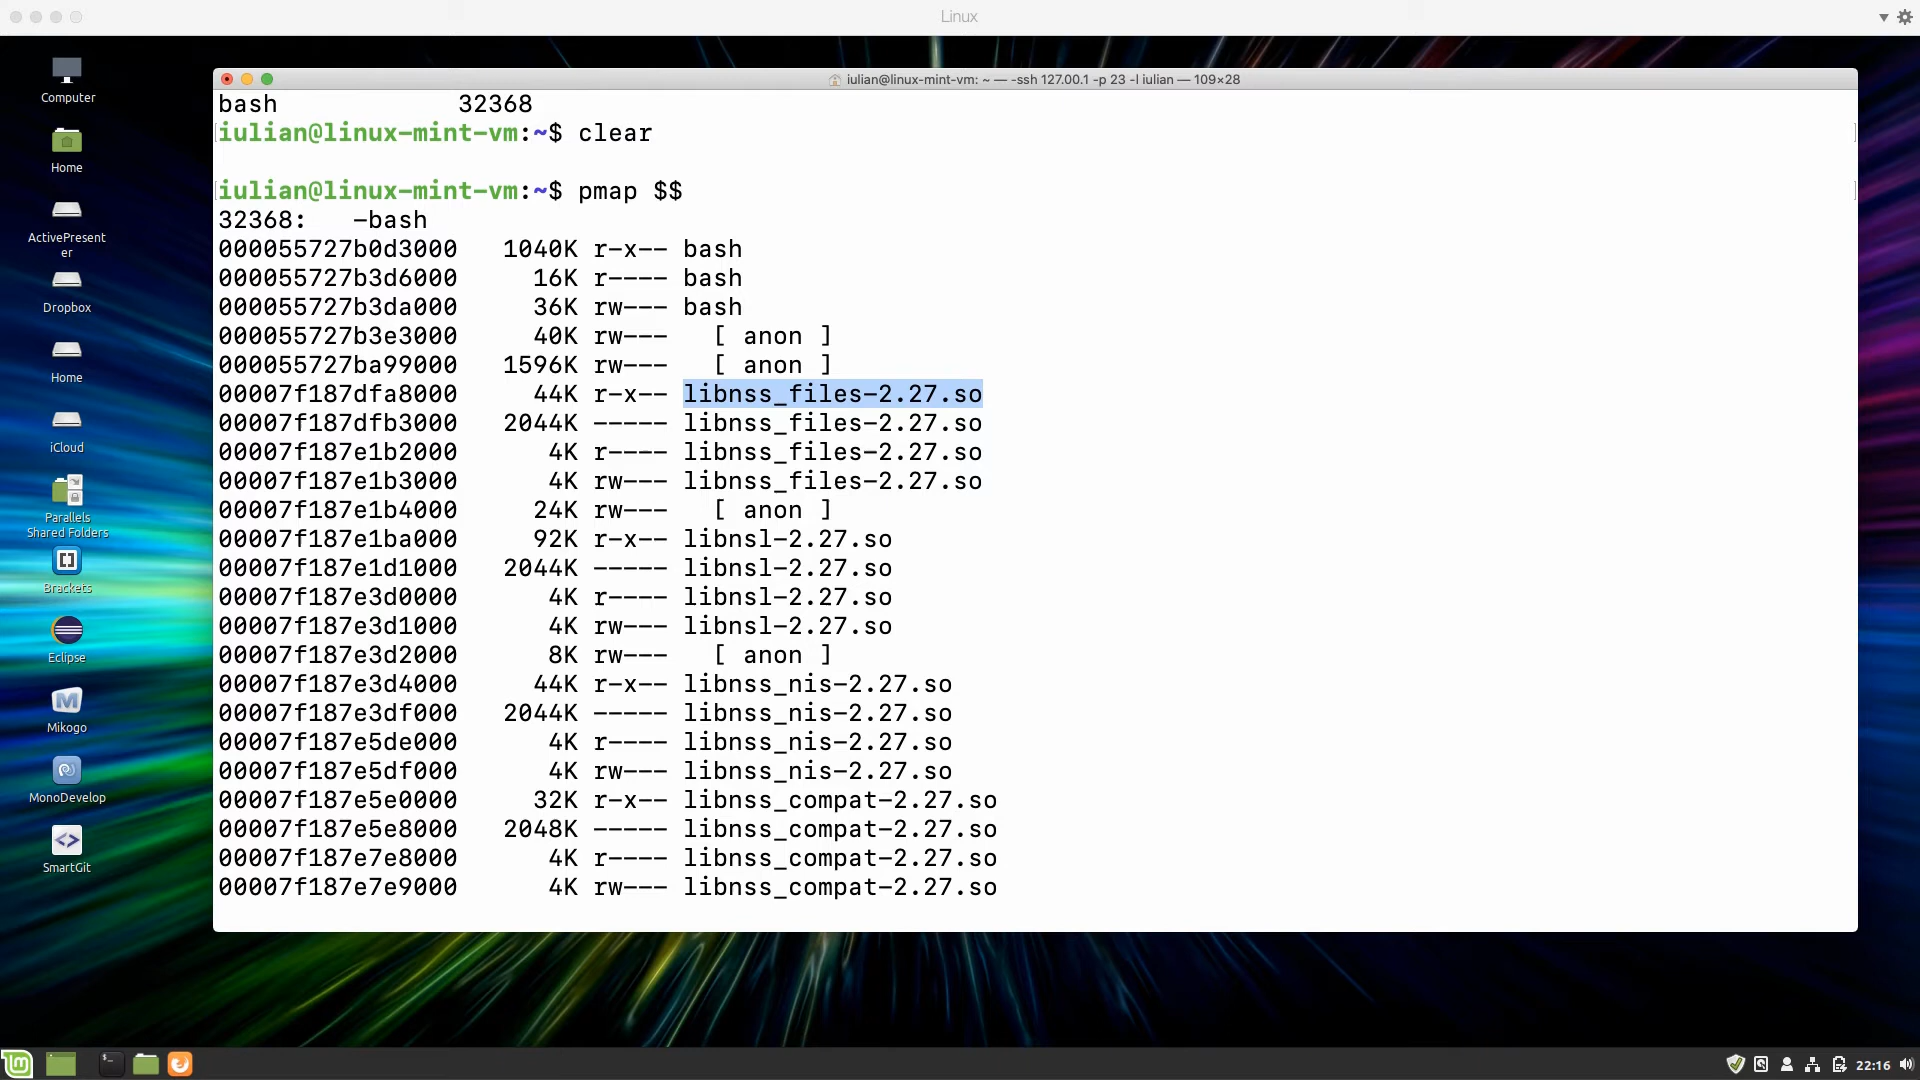 Linux
Computer
Home
ActivePresent
er
Dropbox
Home
iCloud
Parallels
Shared Folders
Brackets
Eclipse
Mikogo
MonoDevelop
SmartGit
iulian@linux-mint-vm: ~ — -ssh 127.00.1 -p 23 -l iulian — 109×28
bash            32368
iulian@linux-mint-vm:~$ clear
iulian@linux-mint-vm:~$ pmap $$
32368:   -bash
000055727b0d3000   1040K r-x-- bash
000055727b3d6000     16K r---- bash
000055727b3da000     36K rw--- bash
000055727b3e3000     40K rw---   [ anon ]
000055727ba99000   1596K rw---   [ anon ]
00007f187dfa8000     44K r-x-- libnss_files-2.27.so
00007f187dfb3000   2044K ----- libnss_files-2.27.so
00007f187e1b2000      4K r---- libnss_files-2.27.so
00007f187e1b3000      4K rw--- libnss_files-2.27.so
00007f187e1b4000     24K rw---   [ anon ]
00007f187e1ba000     92K r-x-- libnsl-2.27.so
00007f187e1d1000   2044K ----- libnsl-2.27.so
00007f187e3d0000      4K r---- libnsl-2.27.so
00007f187e3d1000      4K rw--- libnsl-2.27.so
00007f187e3d2000      8K rw---   [ anon ]
00007f187e3d4000     44K r-x-- libnss_nis-2.27.so
00007f187e3df000   2044K ----- libnss_nis-2.27.so
00007f187e5de000      4K r---- libnss_nis-2.27.so
00007f187e5df000      4K rw--- libnss_nis-2.27.so
00007f187e5e0000     32K r-x-- libnss_compat-2.27.so
00007f187e5e8000   2048K ----- libnss_compat-2.27.so
00007f187e7e8000      4K r---- libnss_compat-2.27.so
00007f187e7e9000      4K rw--- libnss_compat-2.27.so
22:16